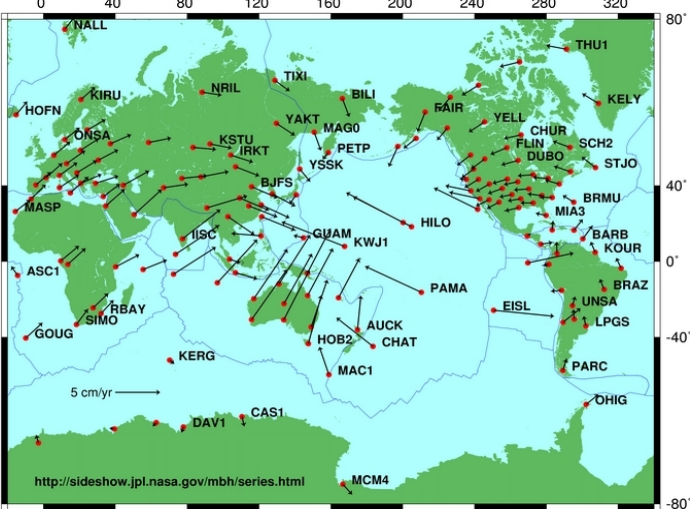 0 40 80 120 160 200 240 280 320
80°
40°
0°
-40°
-80°
NALL
THU1
TIXI
NRIL
BILI
KIRU
KELY
HOFN
FAIR
YAKT
YELL
MAG0
ONSA
CHUR
KSTU
PETP
FLIN
SCH2
IRKT
DUBO
STJO
YSSK
BJFS
MASP
BRMU
MIA3
HILO
IISC
GUAM
BARB
KWJ1
KOUR
ASC1
PAMA
BRAZ
UNSA
EISL
RBAY
SIMO
LPGS
GOUG
AUCK
HOB2
CHAT
KERG
MAC1
PARC
5 cm/yr
OHIG
CAS1
DAV1
http://sideshow.jpl.nasa.gov/mbh/series.html
MCM4